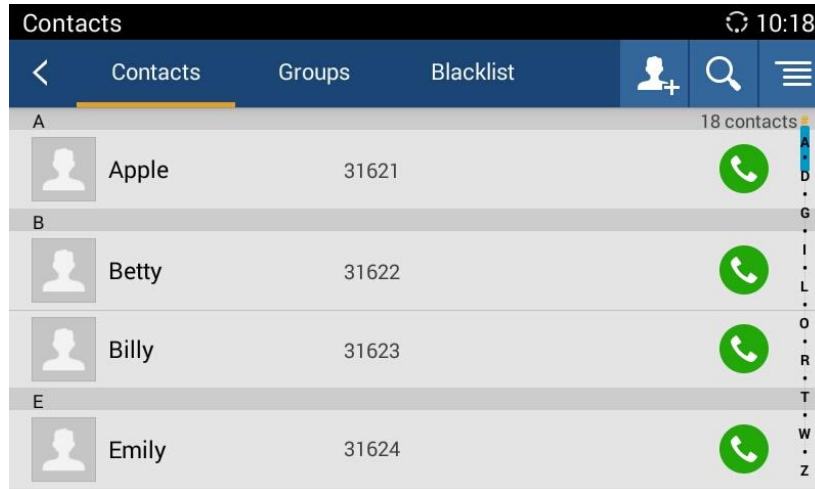 Contacts 10:18
Contacts Groups Blacklist
A 18 contacts #
Apple 31621
B
Betty 31622
Billy 31623
E
Emily 31624
A
D
G
I
L
O
R
T
W
Z